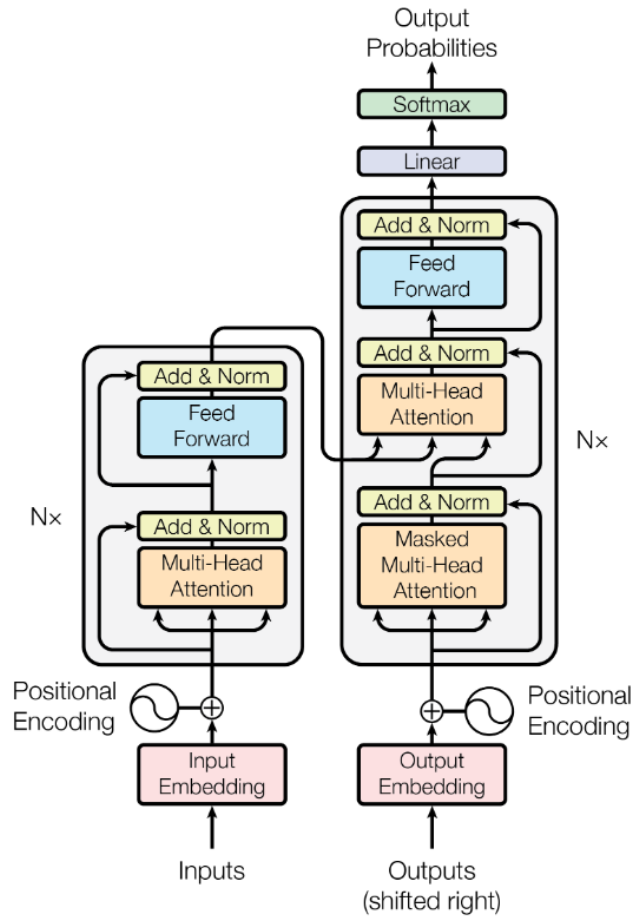 Output
Probabilities
Softmax
Linear
Add & Norm
Feed
Forward
Add & Norm
Multi-Head
Attention
Add & Norm
Masked
Multi-Head
Attention
Nx
Positional
Encoding
Output
Embedding
Outputs
(shifted right)
Add & Norm
Feed
Forward
Add & Norm
Multi-Head
Attention
Nx
Positional
Encoding
Input
Embedding
Inputs